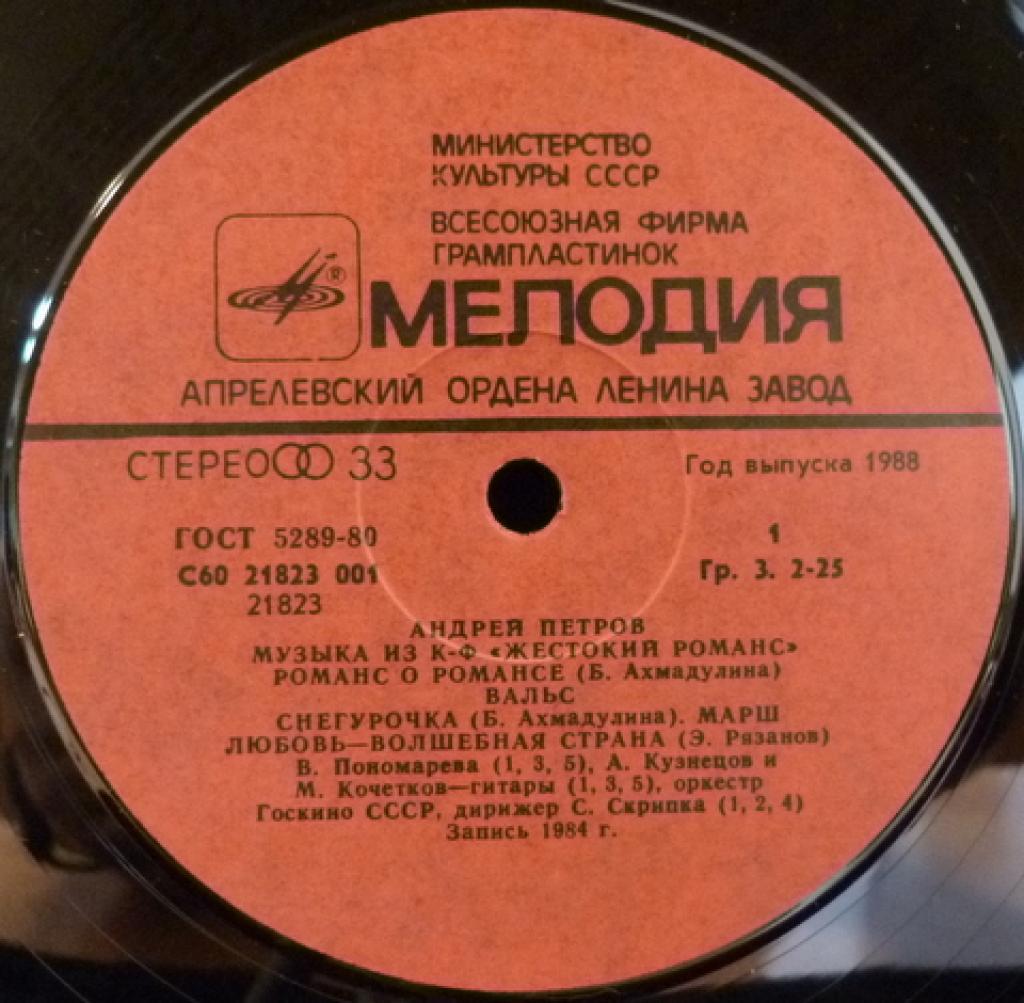 МИНИСТЕРСТВО
КУЛЬТУРЫ СССР
ВСЕСОЮЗНАЯ ФИРМА
ГРАМПЛАСТИНОК
®
МЕЛОДИЯ
АПРЕЛЕВСКИЙ ОРДЕНА ЛЕНИНА ЗАВОД
СТЕРЕО 33
Год выпуска 1988
ГОСТ 5289-80
1
С60 21823 001
Гр. 3. 2-25
21823
АНДРЕЙ ПЕТРОВ
МУЗЫКА ИЗ К-Ф «ЖЕСТОКИЙ РОМАНС»
РОМАНС О РОМАНСЕ (Б. Ахмадулина)
ВАЛЬС
СНЕГУРОЧКА (Б. Ахмадулина). МАРШ
ЛЮБОВЬ—ВОЛШЕБНАЯ СТРАНА (Э. Рязанов)
В. Пономарева (1, 3, 5), А. Кузнецов и
М. Кочетков—гитары (1, 3, 5), оркестр
Госкино СССР, дирижер С. Скрипка (1, 2, 4)
Запись 1984 г.